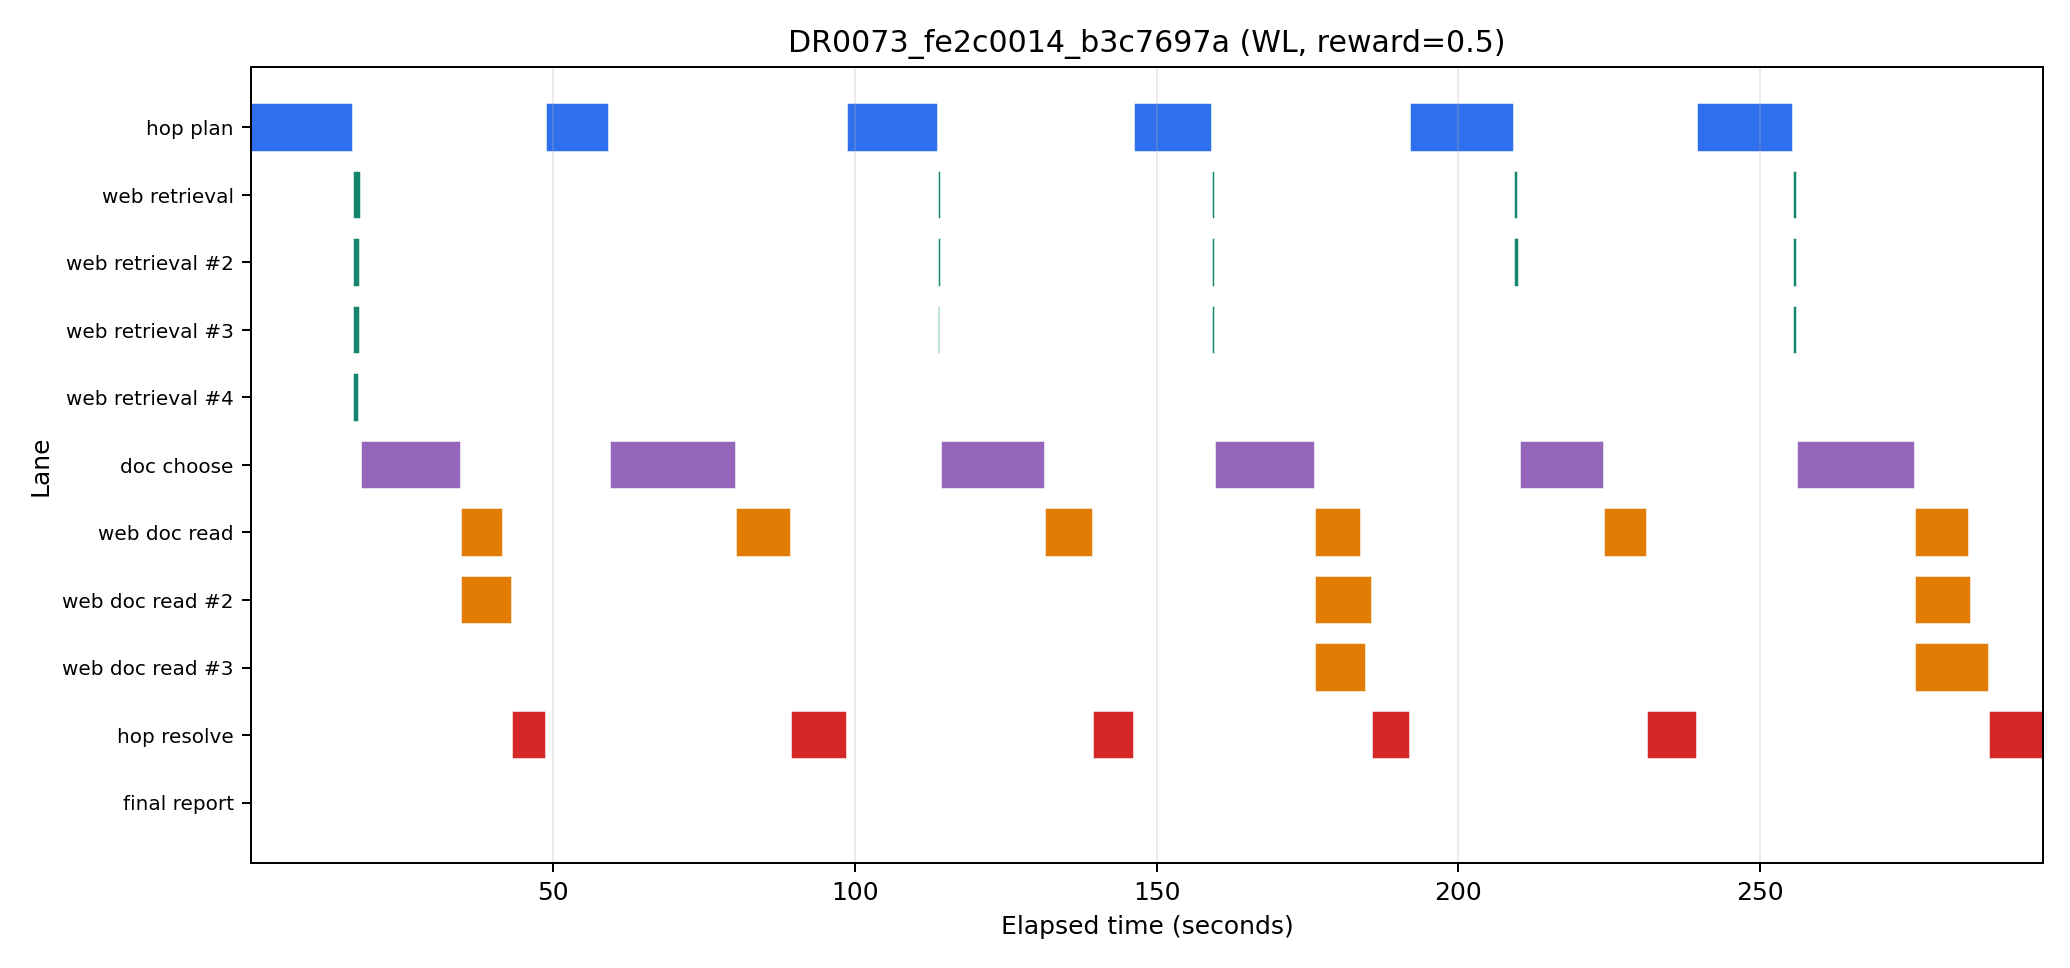 DR0073_fe2c0014_b3c7697a (WL, reward=0.5)
hop plan
web retrieval
web retrieval #2
web retrieval #3
web retrieval #4
doc choose
web doc read
web doc read #2
web doc read #3
hop resolve
final report
Lane
50 100 150 200 250
Elapsed time (seconds)